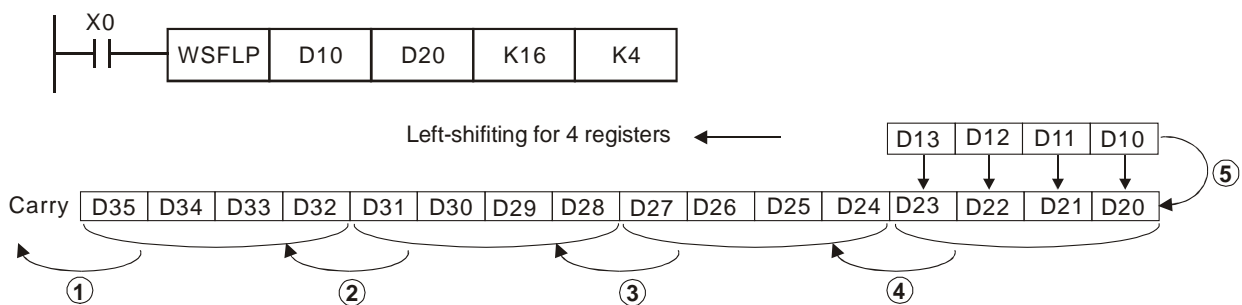 X0
WSFLP D10 D20 K16 K4
Left-shifiting for 4 registers
D13 D12 D11 D10
5
Carry D35 D34 D33 D32 D31 D30 D29 D28 D27 D26 D25 D24 D23 D22 D21 D20
1 2 3 4